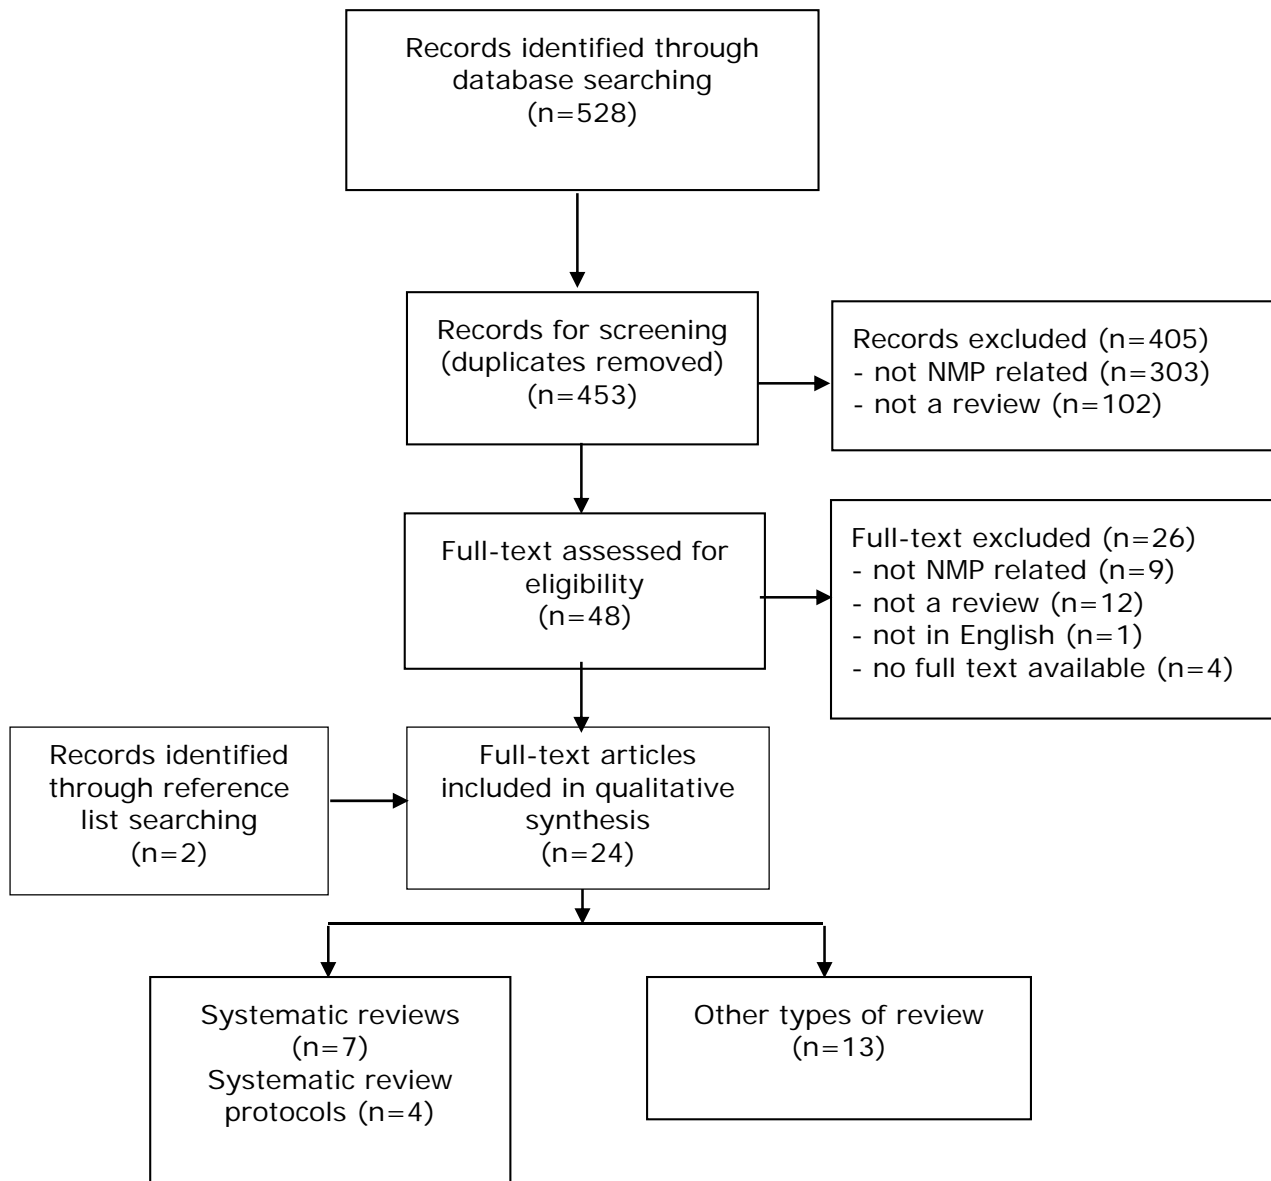 Records identified through
database searching
(n=528)
Records for screening
(duplicates removed)
(n=453)
Records excluded (n=405)
- not NMP related (n=303)
- not a review (n=102)
Full-text assessed for
eligibility
(n=48)
Full-text excluded (n=26)
- not NMP related (n=9)
- not a review (n=12)
- not in English (n=1)
- no full text available (n=4)
Records identified
through reference
list searching
(n=2)
Full-text articles
included in qualitative
synthesis
(n=24)
Systematic reviews
(n=7)
Systematic review
protocols (n=4)
Other types of review
(n=13)